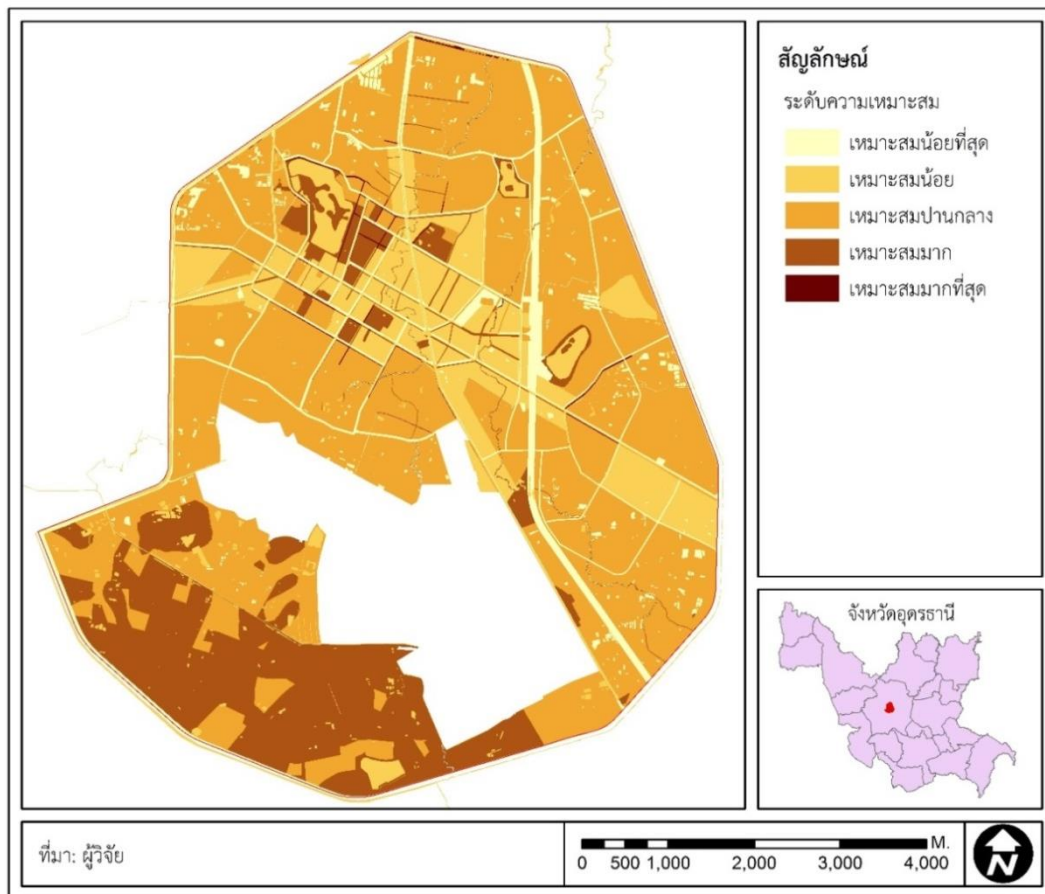 สัญลักษณ์
ระดับความเหมาะสม
เหมาะสมน้อยที่สุด
เหมาะสมน้อย
เหมาะสมปานกลาง
เหมาะสมมาก
เหมาะสมมากที่สุด
จังหวัดอุดรธานี
ที่มา: ผู้วิจัย
M.
0 500 1,000 2,000 3,000 4,000
N